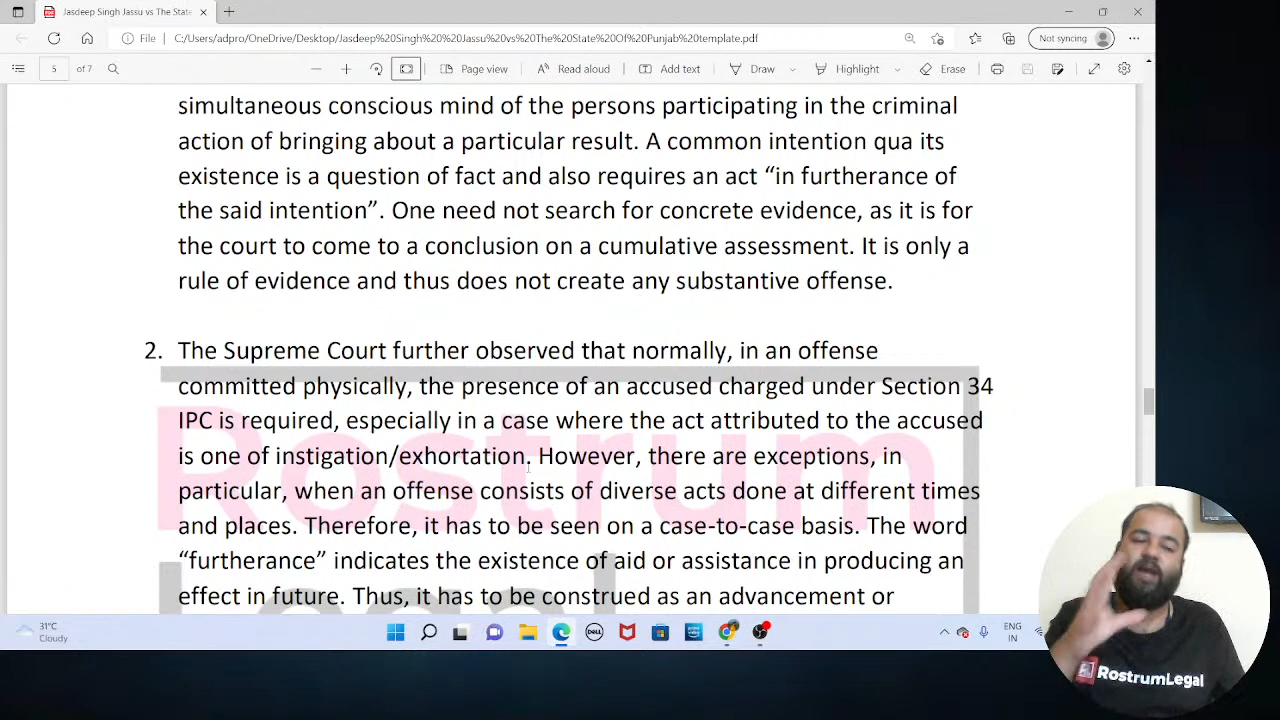 Jasdeep Singh Jassu vs The State
File
C:/Users/adpro/OneDrive/Desktop/Jasdeep%20Singh%20%20Jassu%20vs%20The%20State%20Of%20Punjab%20template.pdf
Not syncing
5 of 7
Page view
Read aloud
Add text
Draw
Highlight
Erase
simultaneous conscious mind of the persons participating in the criminal
action of bringing about a particular result. A common intention qua its
existence is a question of fact and also requires an act “in furtherance of
the said intention”. One need not search for concrete evidence, as it is for
the court to come to a conclusion on a cumulative assessment. It is only a
rule of evidence and thus does not create any substantive offense.
2. The Supreme Court further observed that normally, in an offense
committed physically, the presence of an accused charged under Section 34
IPC is required, especially in a case where the act attributed to the accused
is one of instigation/exhortation. However, there are exceptions, in
particular, when an offense consists of diverse acts done at different times
and places. Therefore, it has to be seen on a case-to-case basis. The word
“furtherance” indicates the existence of aid or assistance in producing an
effect in future. Thus, it has to be construed as an advancement or
Rostrum
Legal
31°C
Cloudy
DELL
ENG
IN
RostrumLegal